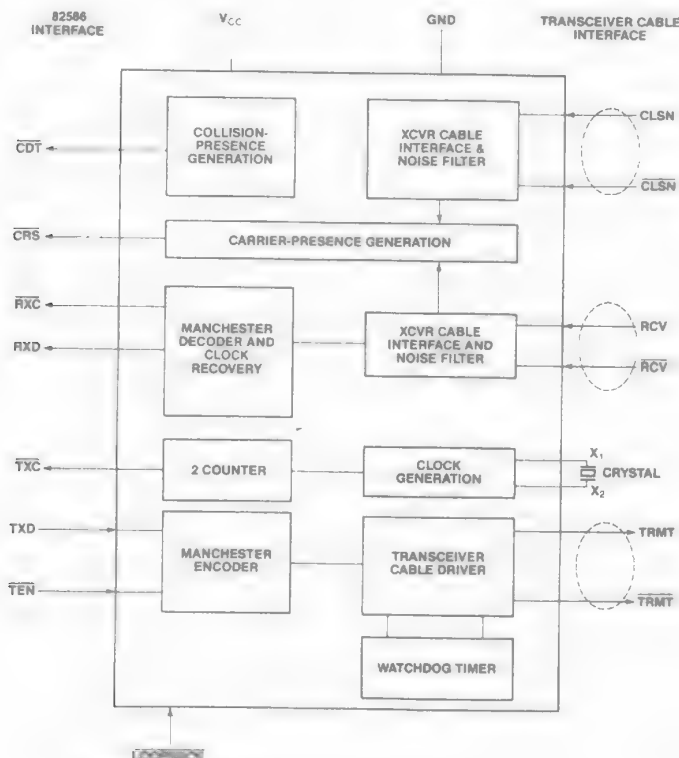 82586
INTERFACE
VCC
GND
TRANSCEIVER CABLE
INTERFACE
COLLISION-
PRESENCE
GENERATION
XCVR CABLE
INTERFACE &
NOISE FILTER
CLSN
CDT
CLSN
CRS
CARRIER-PRESENCE GENERATION
RXC
RXD
MANCHESTER
DECODER AND
CLOCK
RECOVERY
XCVR CABLE
INTERFACE AND
NOISE FILTER
RCV
RCV
TXC
2 COUNTER
CLOCK
GENERATION
X1
CRYSTAL
X2
TXD
TEN
MANCHESTER
ENCODER
TRANSCEIVER
CABLE DRIVER
TRMT
TRMT
WATCHDOG TIMER